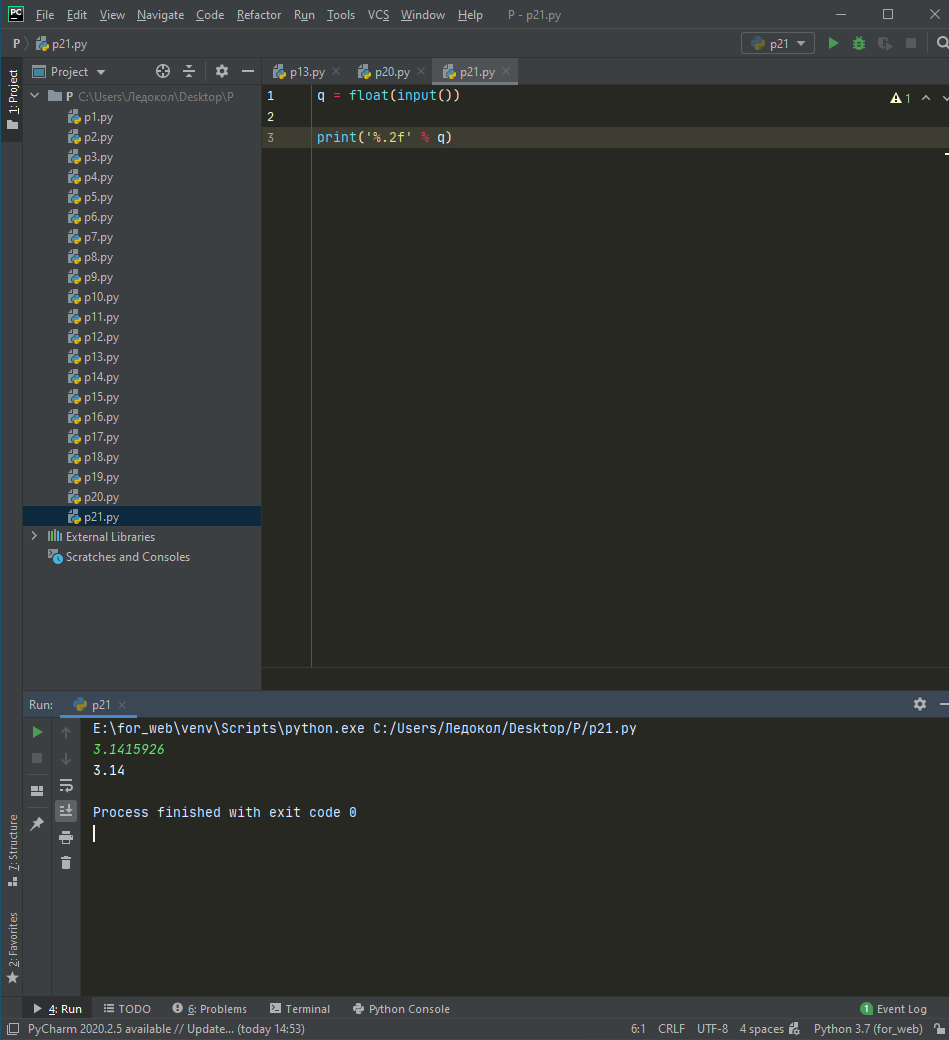 PC File Edit View Navigate Code Refactor Run Tools VCS Window Help P - p21.py
P p21.py p21
1: Project
Project
p13.py p20.py p21.py
P C:\Users\Ледокол\Desktop\P
p1.py
p2.py
p3.py
p4.py
p5.py
p6.py
p7.py
p8.py
p9.py
p10.py
p11.py
p12.py
p13.py
p14.py
p15.py
p16.py
p17.py
p18.py
p19.py
p20.py
p21.py
External Libraries
Scratches and Consoles
1 q = float(input())
2
3 print('%.2f' % q)
1
Run: p21
E:\for_web\venv\Scripts\python.exe C:/Users/Ледокол/Desktop/P/p21.py
3.1415926
3.14
Process finished with exit code 0
7: Structure
2: Favorites
4: Run TODO 6: Problems Terminal Python Console 1 Event Log
PyCharm 2020.2.5 available // Update... (today 14:53) 6:1 CRLF UTF-8 4 spaces Python 3.7 (for_web)